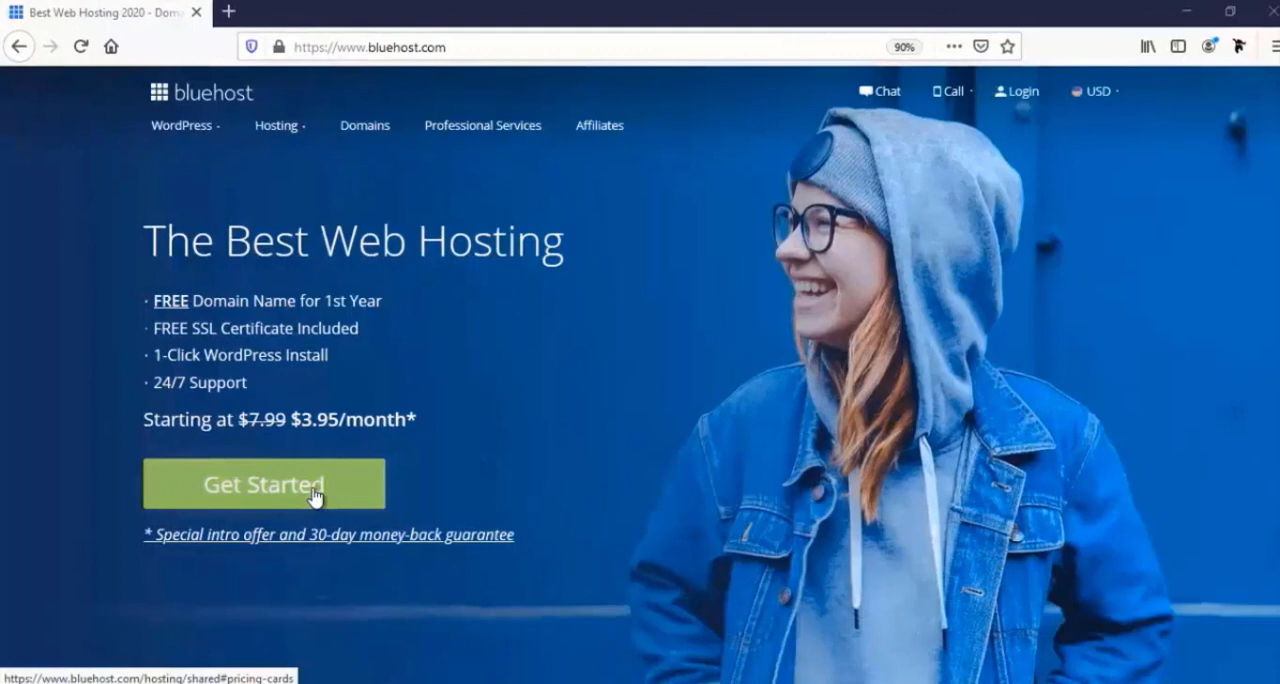 Best Web Hosting 2020 - Dom
https://www.bluehost.com
90%
bluehost
Chat
Call
Login
USD
WordPress
Hosting
Domains
Professional Services
Affiliates
The Best Web Hosting
· FREE Domain Name for 1st Year
· FREE SSL Certificate Included
· 1-Click WordPress Install
· 24/7 Support
Starting at $7.99 $3.95/month*
Get Started
* Special intro offer and 30-day money-back guarantee
https://www.bluehost.com/hosting/shared#pricing-cards